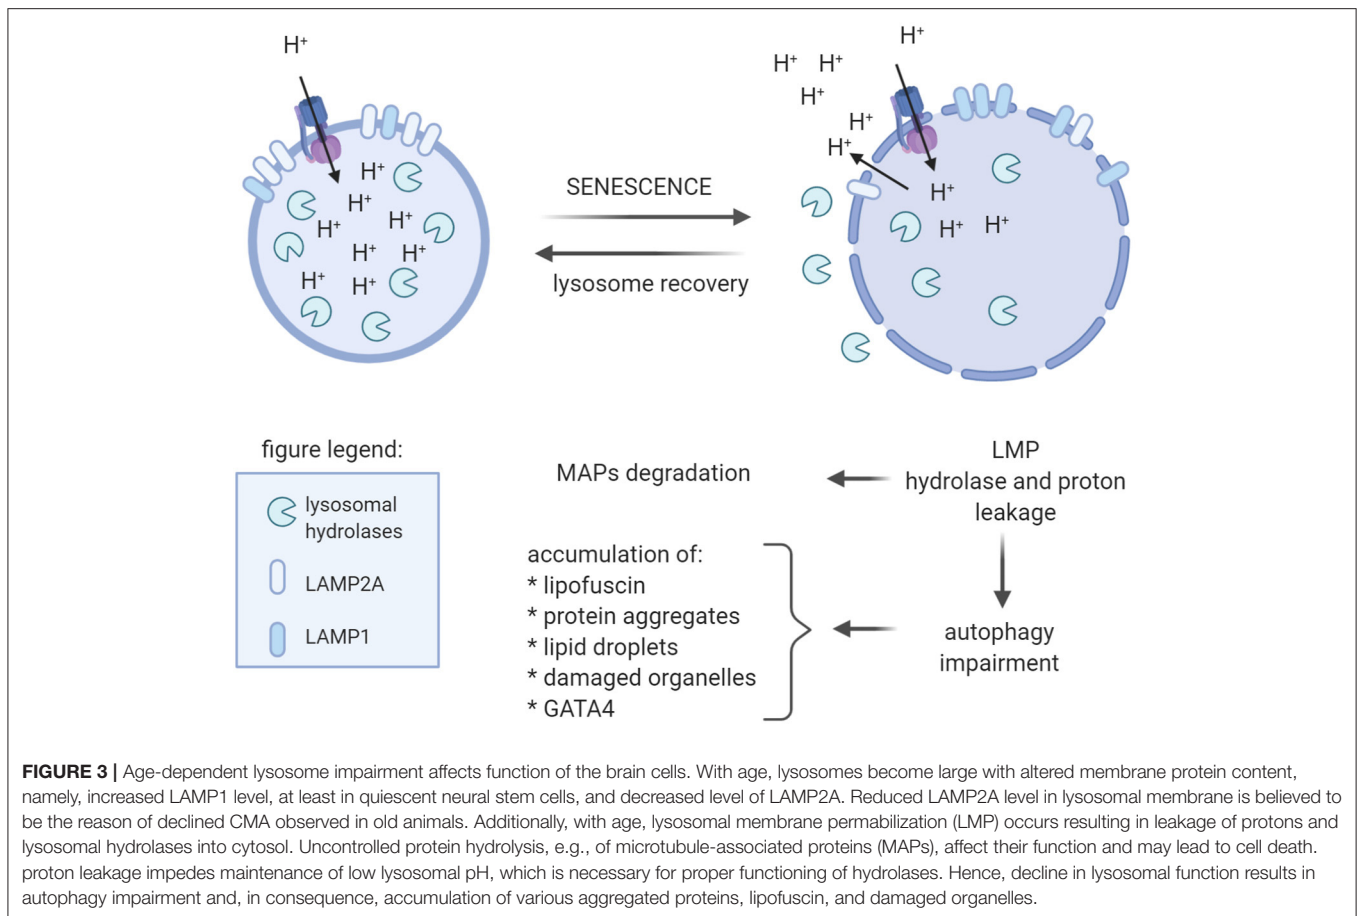 H⁺
H⁺
H⁺ H⁺
H⁺
H⁺
H⁺
H⁺
H⁺
H⁺
H⁺
H⁺ H⁺
H⁺ H⁺
H⁺
H⁺ H⁺
SENESCENCE
lysosome recovery
figure legend:
lysosomal
hydrolases
LAMP2A
LAMP1
MAPs degradation
LMP
hydrolase and proton
leakage
accumulation of:
* lipofuscin
* protein aggregates
* lipid droplets
* damaged organelles
* GATA4
autophagy
impairment
FIGURE 3 | Age-dependent lysosome impairment affects function of the brain cells. With age, lysosomes become large with altered membrane protein content,
namely, increased LAMP1 level, at least in quiescent neural stem cells, and decreased level of LAMP2A. Reduced LAMP2A level in lysosomal membrane is believed to
be the reason of declined CMA observed in old animals. Additionally, with age, lysosomal membrane permabilization (LMP) occurs resulting in leakage of protons and
lysosomal hydrolases into cytosol. Uncontrolled protein hydrolysis, e.g., of microtubule-associated proteins (MAPs), affect their function and may lead to cell death.
proton leakage impedes maintenance of low lysosomal pH, which is necessary for proper functioning of hydrolases. Hence, decline in lysosomal function results in
autophagy impairment and, in consequence, accumulation of various aggregated proteins, lipofuscin, and damaged organelles.